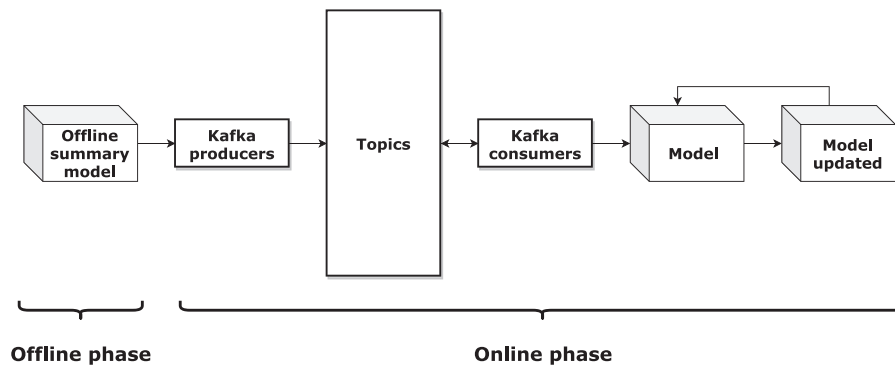 Offline
summary
model
Kafka
producers
Topics
Kafka
consumers
Model
Model
updated
Offline phase
Online phase